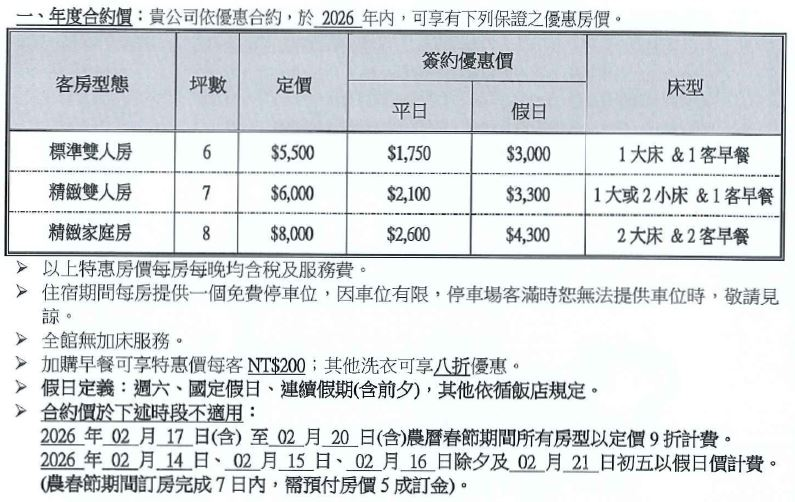 一、年度合約價：貴公司依優惠合約，於 2026 年內，可享有下列保證之優惠房價。
客房型態 坪數 定價 簽約優惠價 床型
平日 假日
標準雙人房 6 $5,500 $1,750 $3,000 1 大床 & 1 客早餐
精緻雙人房 7 $6,000 $2,100 $3,300 1 大或 2 小床 & 1 客早餐
精緻家庭房 8 $8,000 $2,600 $4,300 2 大床 & 2 客早餐
➢ 以上特惠房價每房每晚均含稅及服務費。
➢ 住宿期間每房提供一個免費停車位，因車位有限，停車場客滿時恕無法提供車位時，敬請見
諒。
➢ 全館無加床服務。
➢ 加購早餐可享特惠價每客 NT$200；其他洗衣可享八折優惠。
➢ 假日定義：週六、國定假日、連續假期(含前夕)，其他依循飯店規定。
➢ 合約價於下述時段不適用：
2026 年 02 月 17 日(含) 至 02 月 20 日(含)農曆春節期間所有房型以定價 9 折計費。
2026 年 02 月 14 日、 02 月 15 日、 02 月 16 日除夕及 02 月 21 日初五以假日價計費。
(農春節期間訂房完成 7 日內，需預付房價 5 成訂金)。